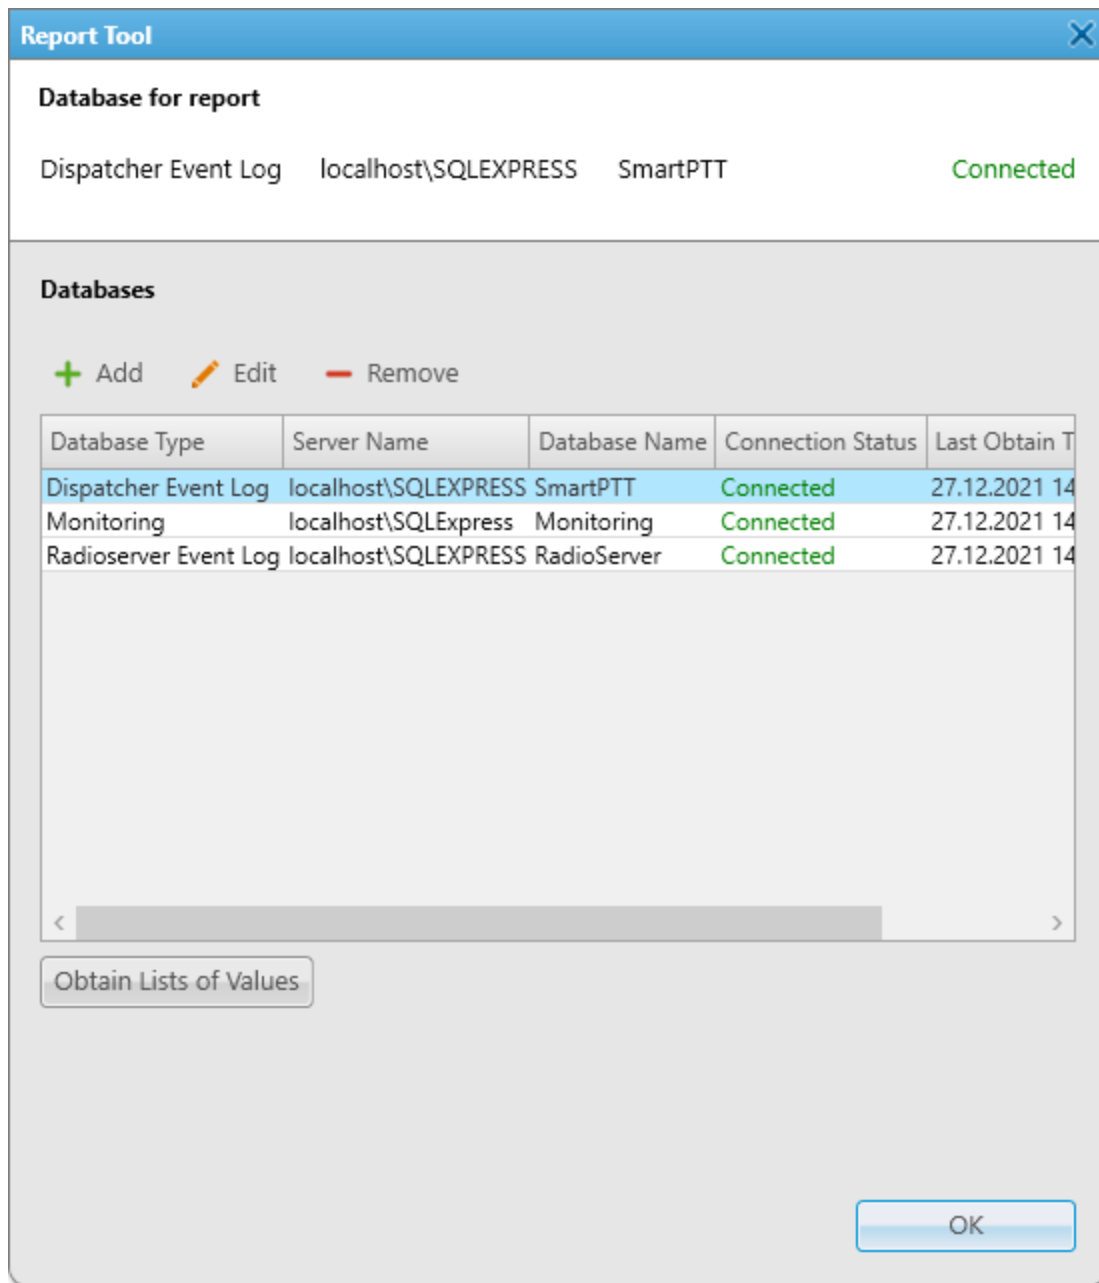 Report Tool
Database for report
Dispatcher Event Log localhost\SQLEXPRESS SmartPTT Connected
Databases
Add Edit Remove
Database Type Server Name Database Name Connection Status Last Obtain T
Dispatcher Event Log localhost\SQLEXPRESS SmartPTT Connected 27.12.2021 14
Monitoring localhost\SQLExpress Monitoring Connected 27.12.2021 14
Radioserver Event Log localhost\SQLEXPRESS RadioServer Connected 27.12.2021 14
Obtain Lists of Values
OK